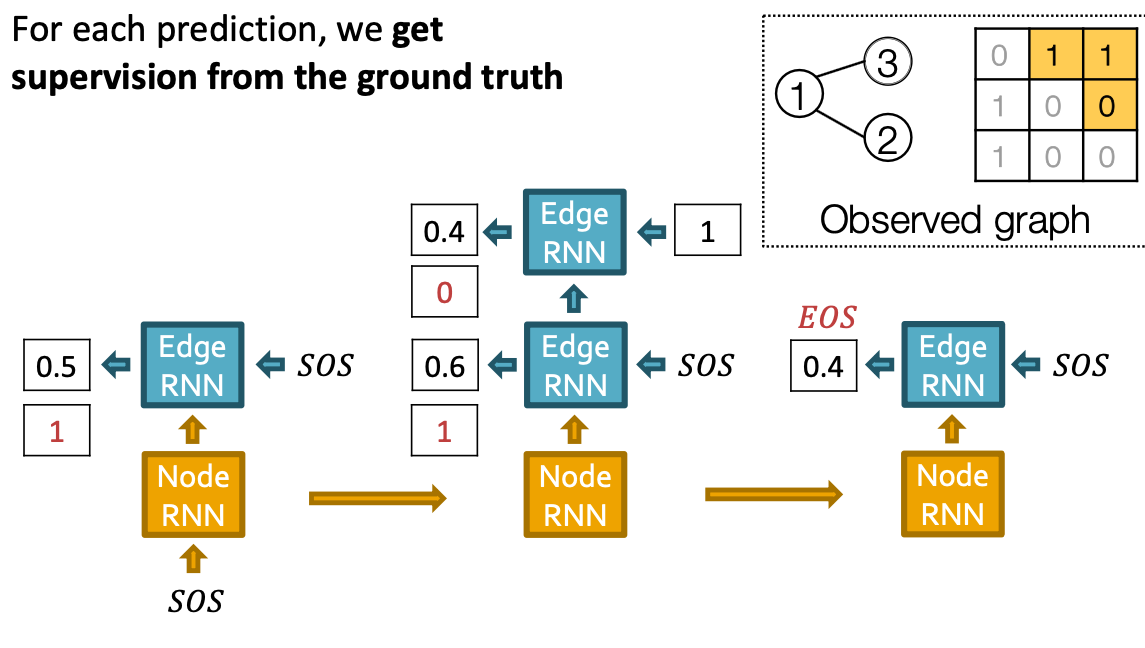 For each prediction, we get
supervision from the ground truth
3
1
2
0 1 1
1 0 0
1 0 0
Observed graph
0.4
Edge
RNN
1
0
0.5
Edge
RNN
SOS
1
0.6
Edge
RNN
SOS
1
EOS
0.4
Edge
RNN
SOS
Node
RNN
Node
RNN
Node
RNN
SOS